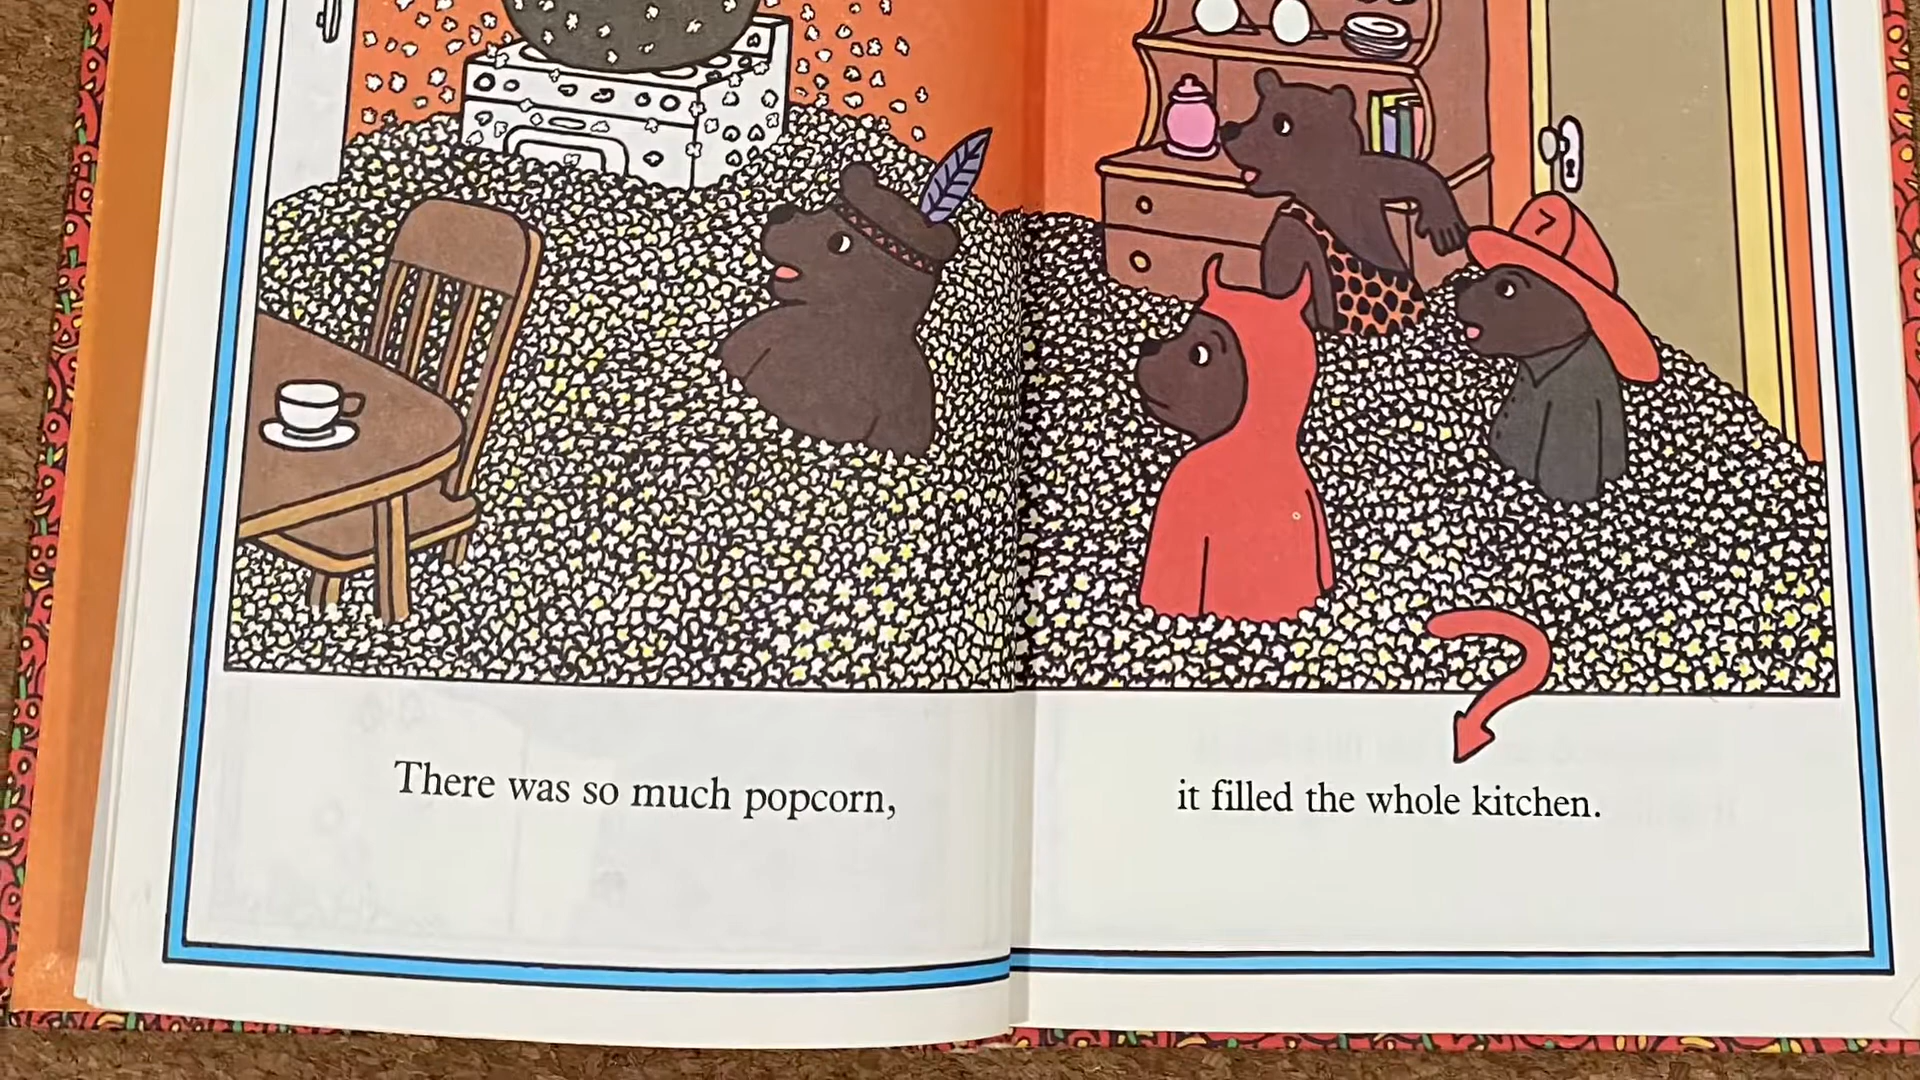 There was so much popcorn,
it filled the whole kitchen.